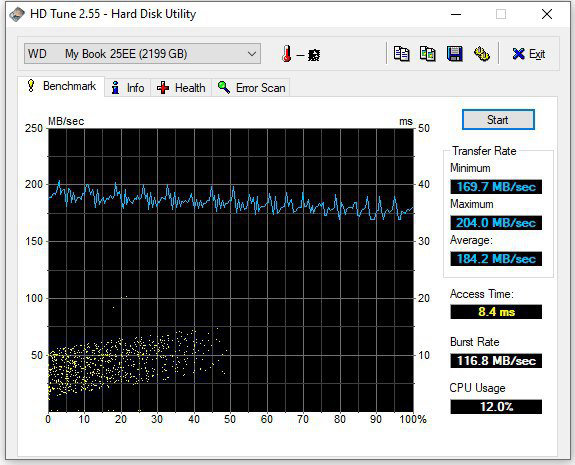 HD Tune 2.55 - Hard Disk Utility
WD My Book 25EE (2199 GB)
Exit
Benchmark Info Health Error Scan
MB/sec ms
Start
250 50
200 40
150 30
100 20
50 10
0 10 20 30 40 50 60 70 80 90 100%
Transfer Rate
Minimum
169.7 MB/sec
Maximum
204.0 MB/sec
Average:
184.2 MB/sec
Access Time:
8.4 ms
Burst Rate
116.8 MB/sec
CPU Usage
12.0%